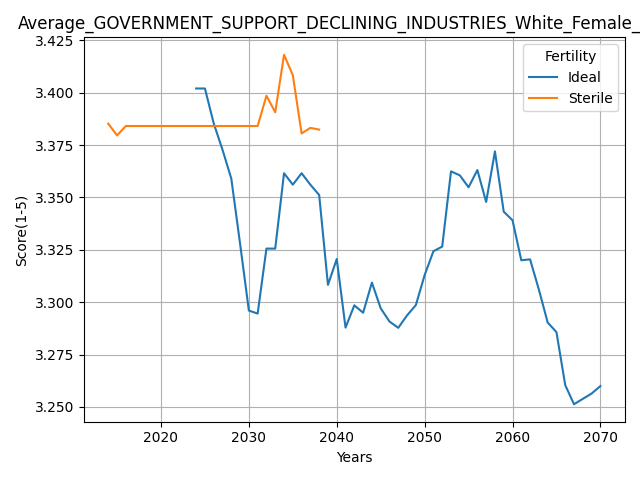 Average_GOVERNMENT_SUPPORT_DECLINING_INDUSTRIES_White_Female_
3.425
3.400
3.375
3.350
3.325
3.300
3.275
3.250
Score(1-5)
Fertility
Ideal
Sterile
2020 2030 2040 2050 2060 2070
Years